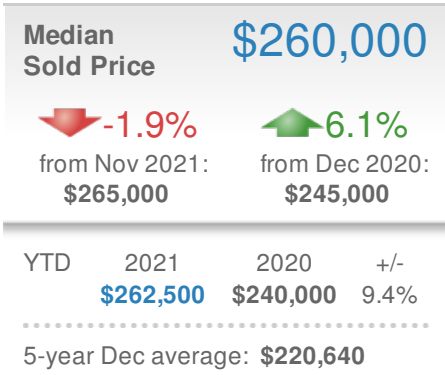 Median $260,000
Sold Price
-1.9% 6.1%
from Nov 2021: from Dec 2020:
$265,000 $245,000
YTD 2021 2020 +/-
$262,500 $240,000 9.4%
5-year Dec average: $220,640